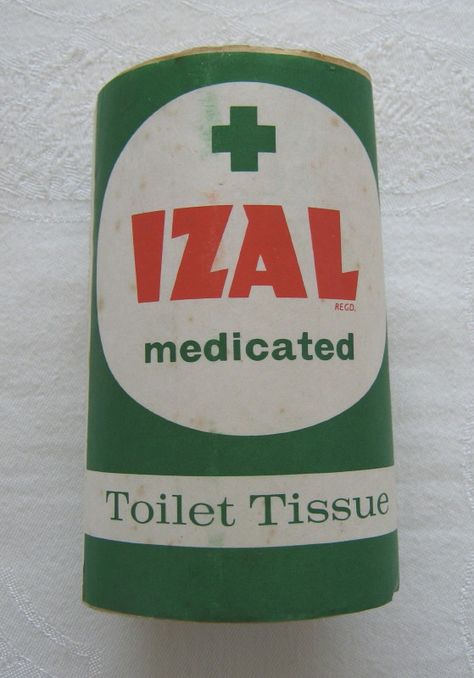 IZAL
REGD.
medicated
Toilet Tissue